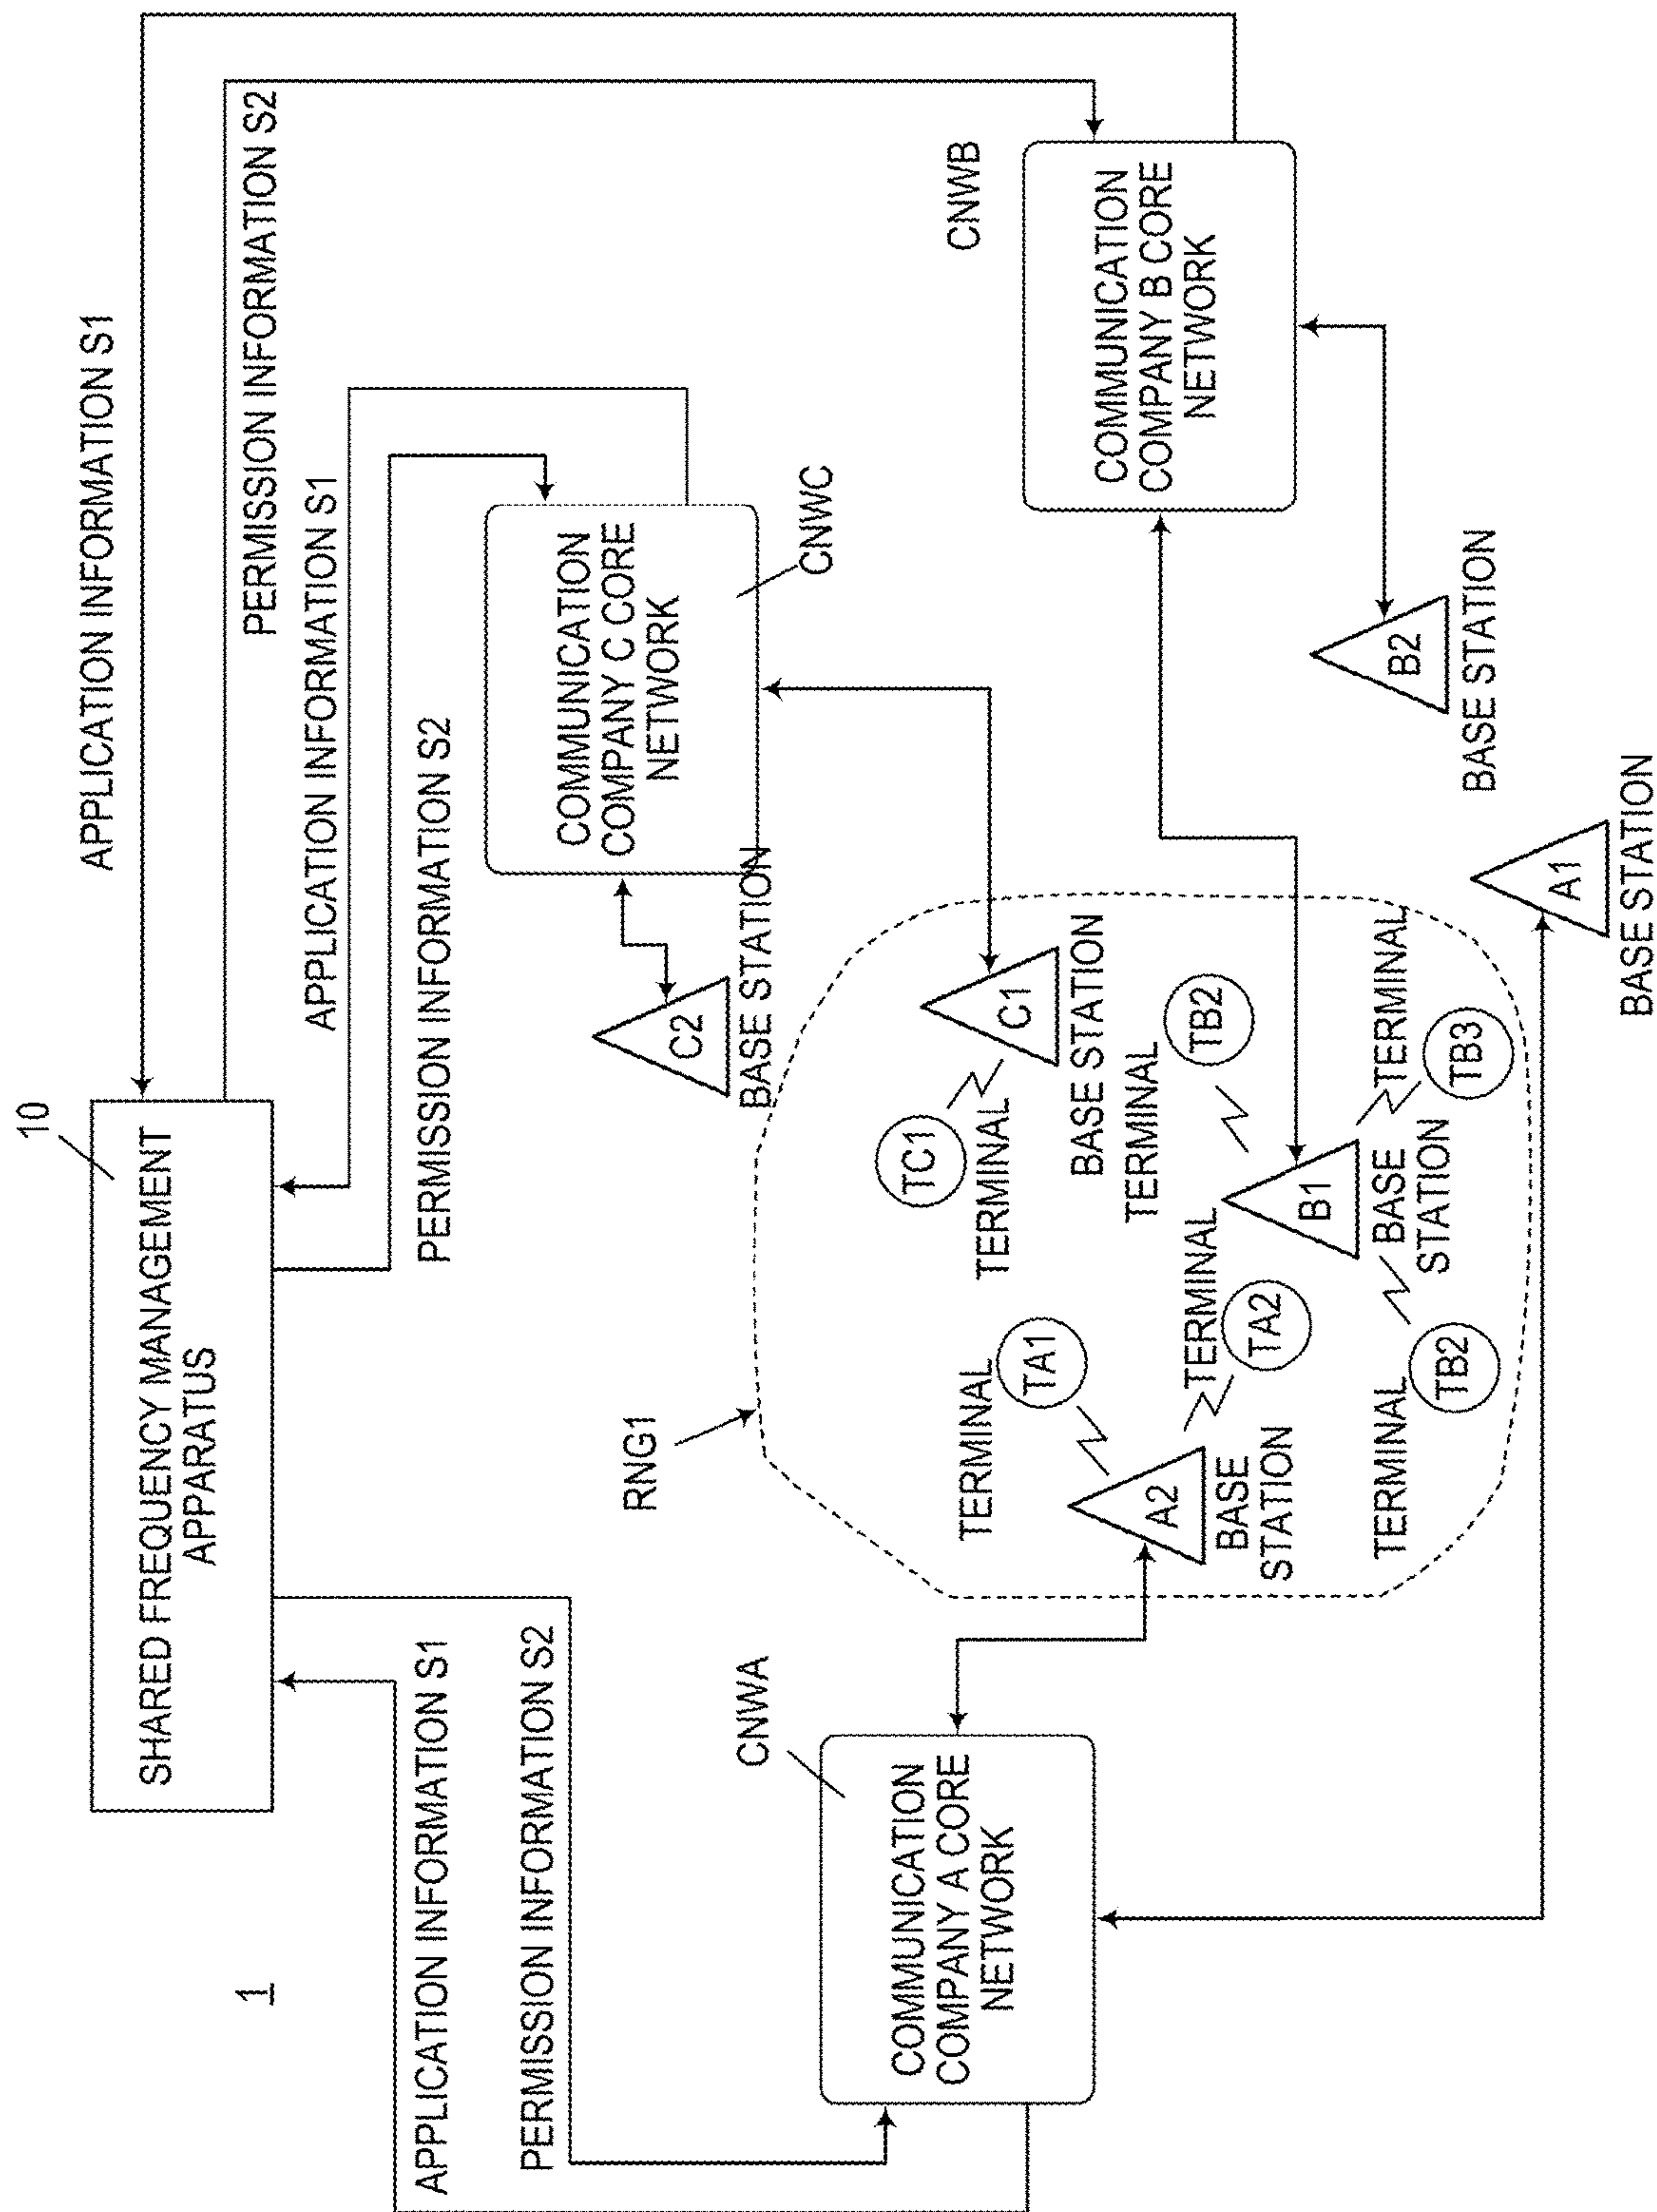 1
10
SHARED FREQUENCY MANAGEMENT
APPARATUS
APPLICATION INFORMATION S1
PERMISSION INFORMATION S2
APPLICATION INFORMATION S1
PERMISSION INFORMATION S2
APPLICATION INFORMATION S1
PERMISSION INFORMATION S2
COMMUNICATION
COMPANY C CORE
NETWORK
CNWC
C2
BASE STATION
RNG1
CNWA
COMMUNICATION
COMPANY A CORE
NETWORK
CNWB
COMMUNICATION
COMPANY B CORE
NETWORK
TC1
TERMINAL
C1
BASE STATION
TERMINAL
TA1
A2
BASE
STATION
TERMINAL
TA2
TERMINAL
TB2
B1
BASE
STATION
TERMINAL
TB3
TERMINAL
TB2
B2
BASE STATION
A1
BASE STATION